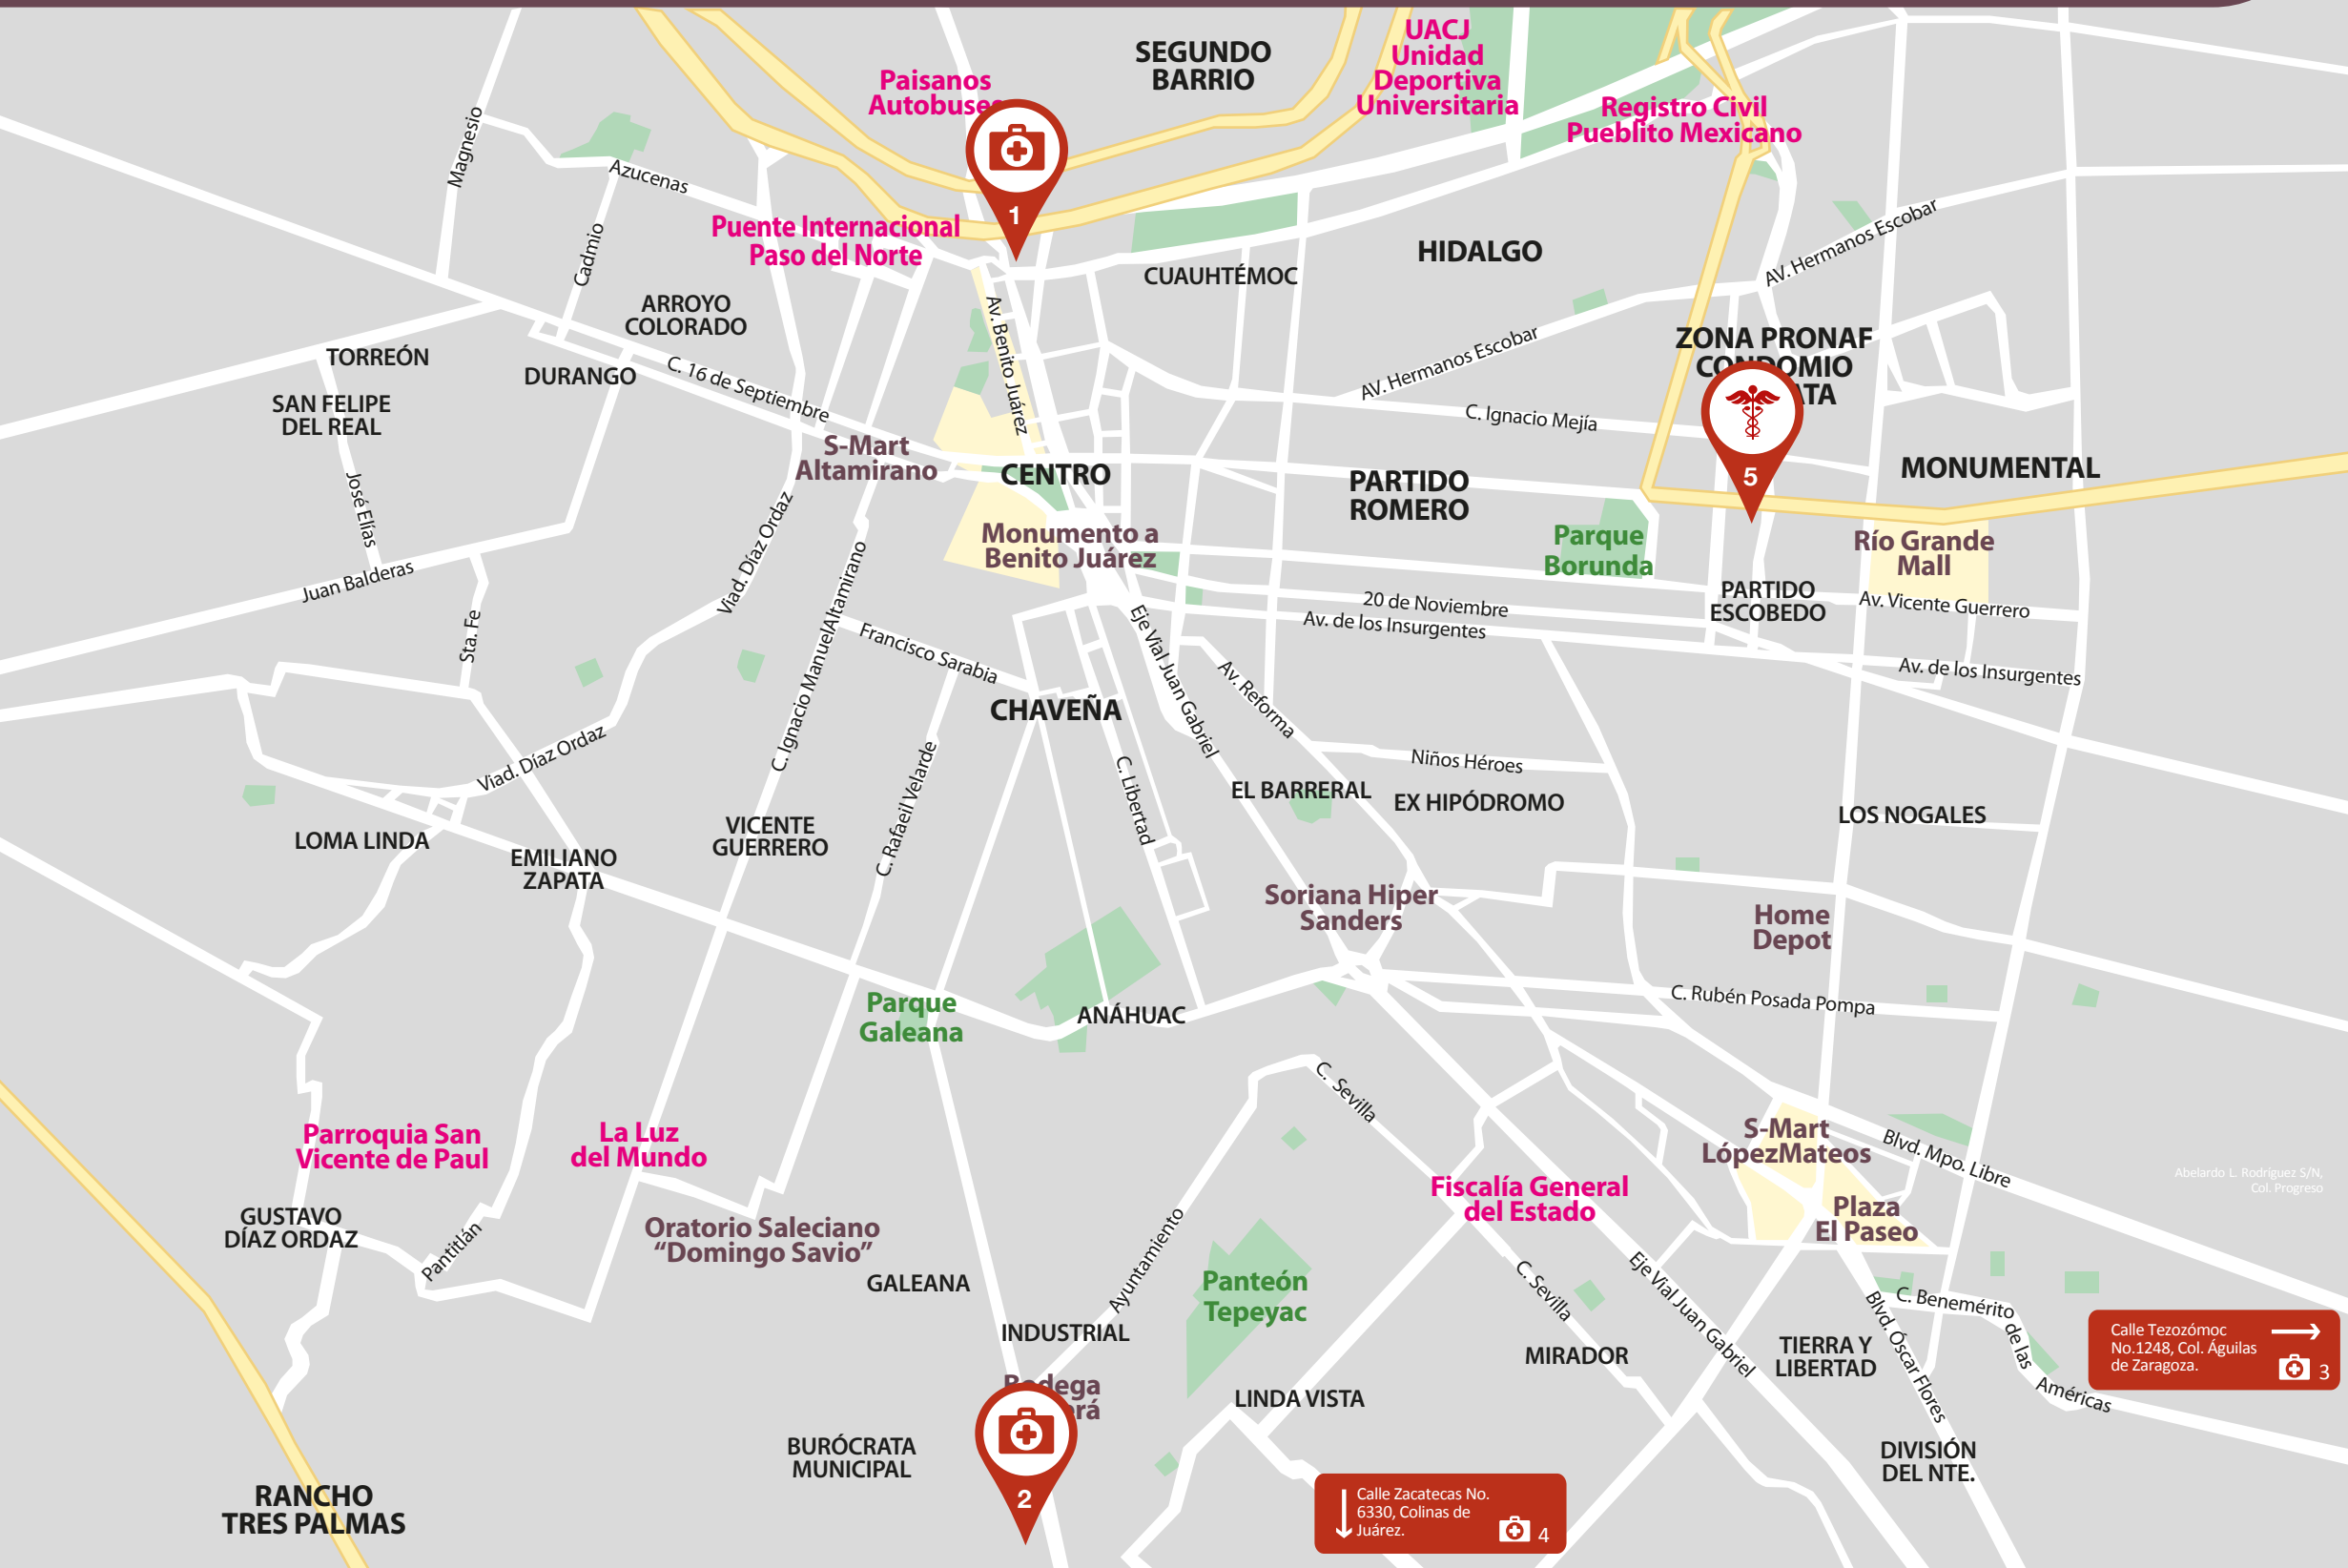 SEGUNDO
BARRIO
UACJ
Unidad
Deportiva
Universitaria
Paisanos
Autobuses
Registro Civil
Pueblito Mexicano
1
Magnesio
Azucenas
Cadmio
Puente Internacional
Paso del Norte
HIDALGO
CUAUHTÉMOC
AV. Hermanos Escobar
ARROYO
COLORADO
Av. Benito Juárez
AV. Hermanos Escobar
ZONA PRONAF
CONDOMIO
ATA
5
TORREÓN
DURANGO
C. 16 de Septiembre
SAN FELIPE
DEL REAL
C. Ignacio Mejía
S-Mart
Altamirano
CENTRO
PARTIDO
ROMERO
MONUMENTAL
José Elías
Viad. Díaz Ordaz
Monumento a
Benito Juárez
Parque
Borunda
Río Grande
Mall
Juan Balderas
Sta. Fe
C. Ignacio ManuelAltamirano
Francisco Sarabia
20 de Noviembre
Av. de los Insurgentes
PARTIDO
ESCOBEDO
Av. Vicente Guerrero
Av. de los Insurgentes
Eje Vial Juan Gabriel
Av. Reforma
CHAVEÑA
Viad. Díaz Ordaz
C. Rafaeil Velarde
C. Libertad
Niños Héroes
EL BARRERAL
EX HIPÓDROMO
LOS NOGALES
LOMA LINDA
EMILIANO
ZAPATA
VICENTE
GUERRERO
Soriana Hiper
Sanders
Home
Depot
Parque
Galeana
ANÁHUAC
C. Rubén Posada Pompa
C. Sevilla
Parroquia San
Vicente de Paul
La Luz
del Mundo
S-Mart
LópezMateos
Blvd. Mpo. Libre
Abelardo L. Rodríguez S/N,
Col. Progreso
Fiscalía General
del Estado
Plaza
El Paseo
GUSTAVO
DÍAZ ORDAZ
Pantitlán
Oratorio Saleciano
“Domingo Savio”
GALEANA
Ayuntamiento
Panteón
Tepeyac
C. Sevilla
Eje Vial Juan Gabriel
C. Benemérito de las Américas
Blvd. Óscar Flores
INDUSTRIAL
MIRADOR
TIERRA Y
LIBERTAD
Calle Tezozómoc
No.1248, Col. Águilas
de Zaragoza.
3
LINDA VISTA
2
BURÓCRATA
MUNICIPAL
DIVISIÓN
DEL NTE.
RANCHO
TRES PALMAS
Calle Zacatecas No.
6330, Colinas de
Juárez.
4